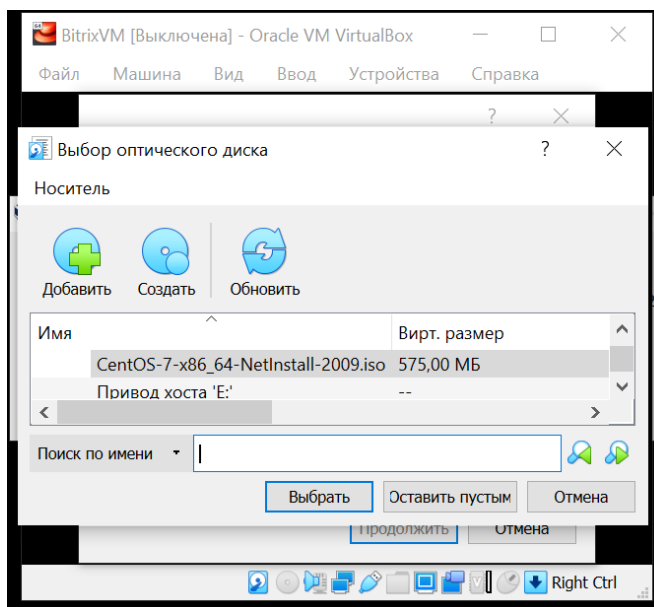 BitrixVM [Выключена] - Oracle VM VirtualBox
Файл Машина Вид Ввод Устройства Справка
?
Выбор оптического диска ?
Носитель
Добавить Создать Обновить
Имя Вирт. размер
CentOS-7-x86_64-NetInstall-2009.iso 575,00 МБ
Привод хоста 'E:' --
Поиск по имени
Выбрать Оставить пустым Отмена
Продолжить Отмена
Right Ctrl